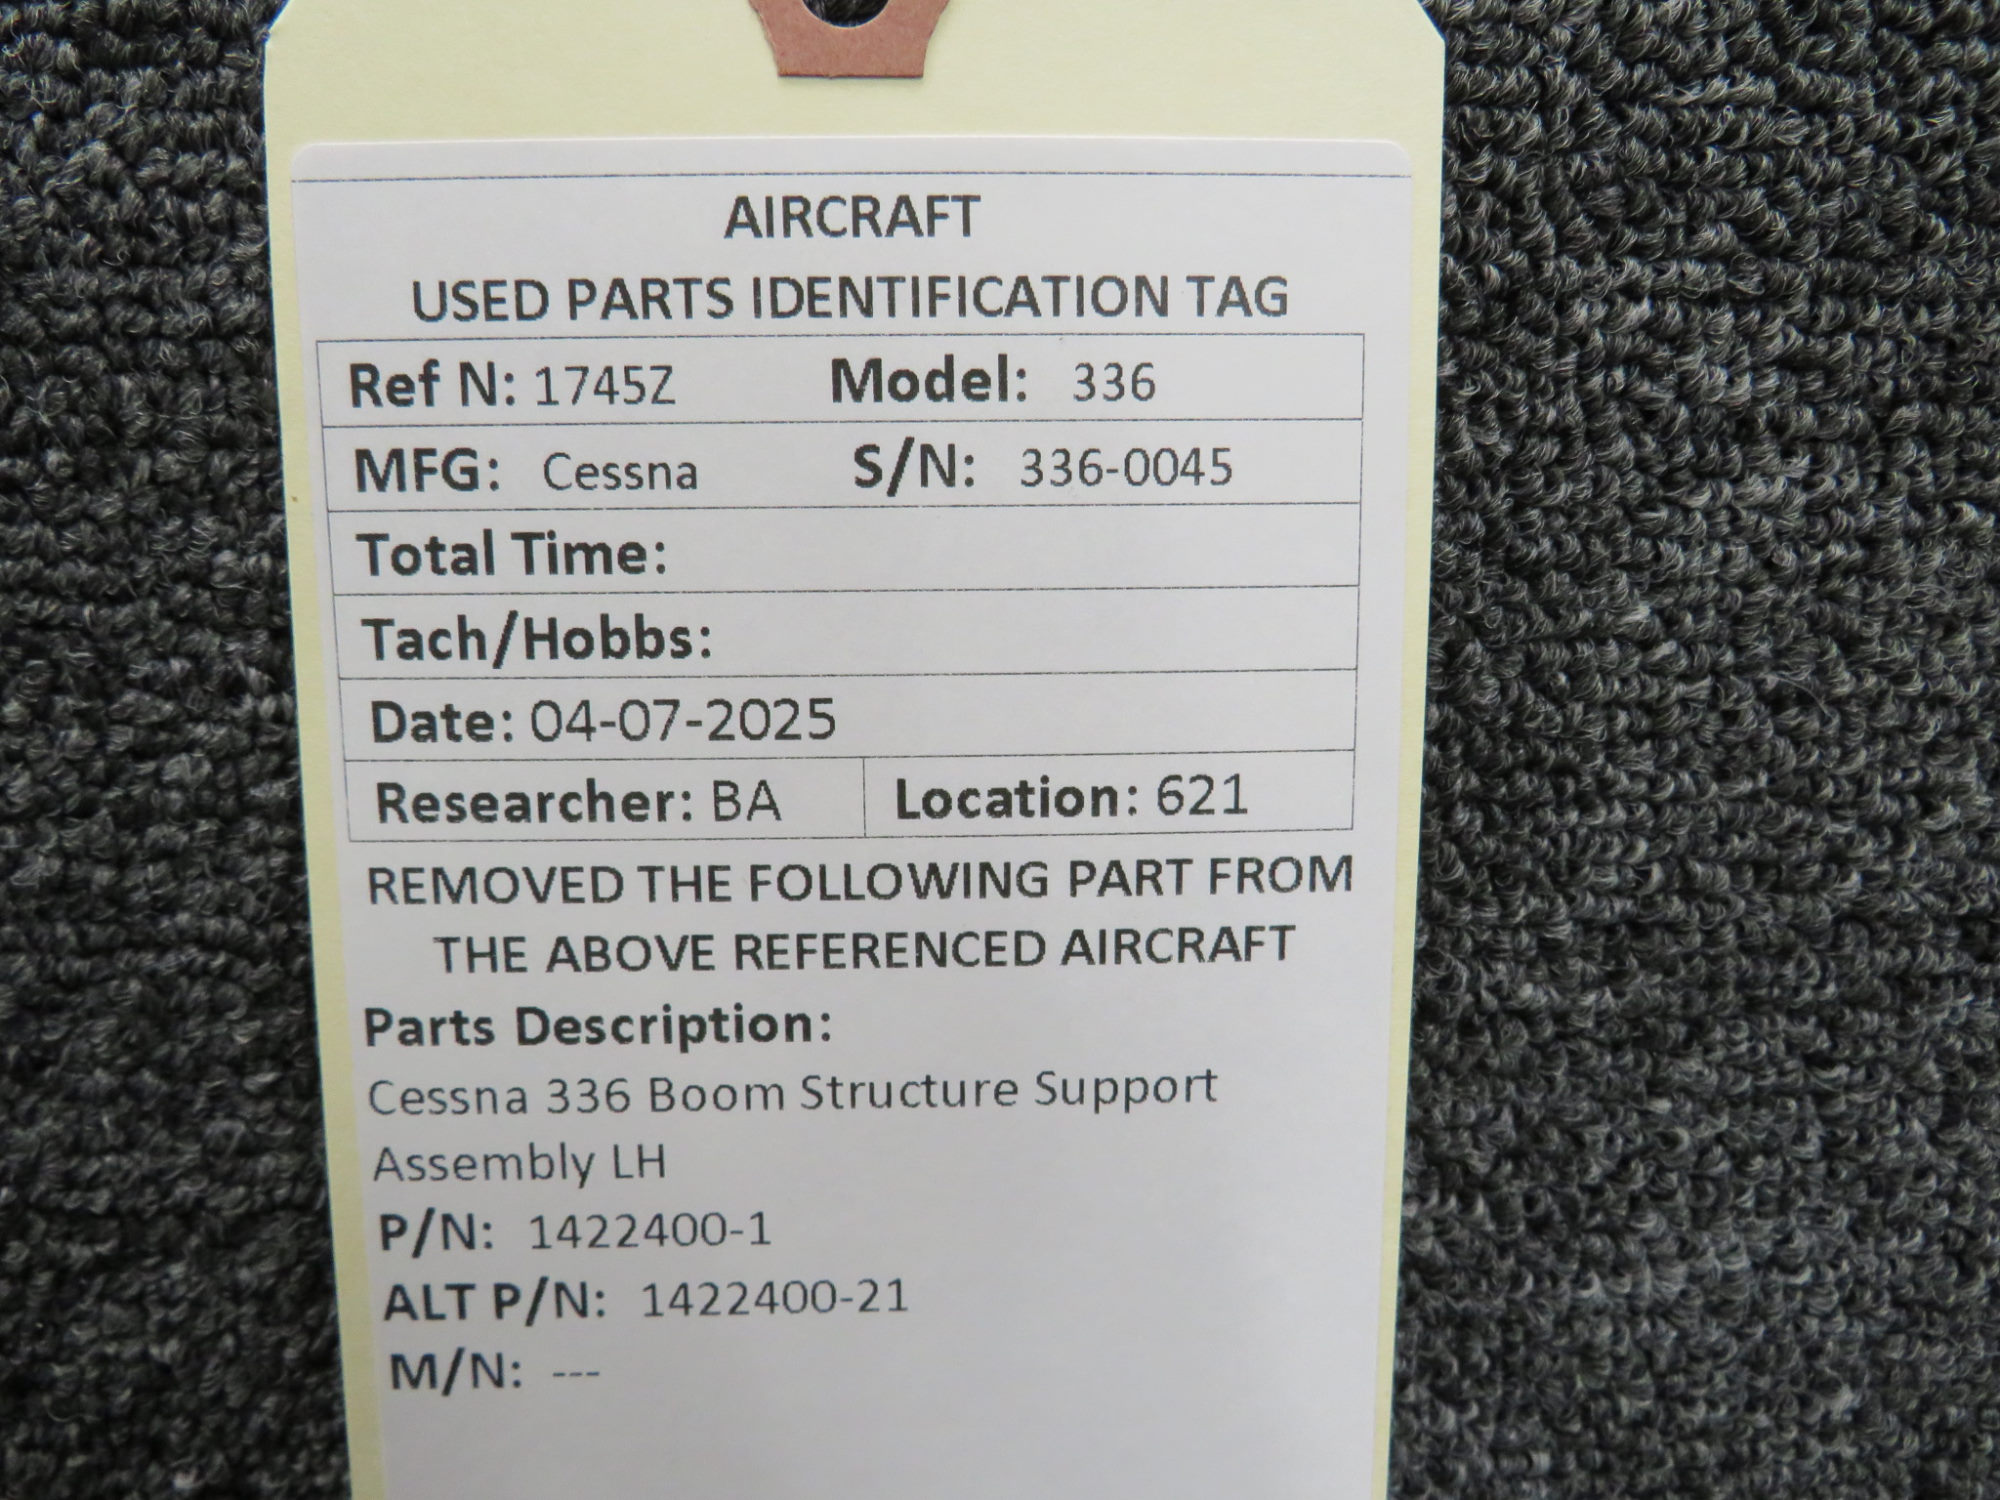 AIRCRAFT
USED PARTS IDENTIFICATION TAG
Ref N: 1745Z Model: 336
MFG: Cessna S/N: 336-0045
Total Time:
Tach/Hobbs:
Date: 04-07-2025
Researcher: BA Location: 621
REMOVED THE FOLLOWING PART FROM
THE ABOVE REFERENCED AIRCRAFT
Parts Description:
Cessna 336 Boom Structure Support
Assembly LH
P/N: 1422400-1
ALT P/N: 1422400-21
M/N: ---